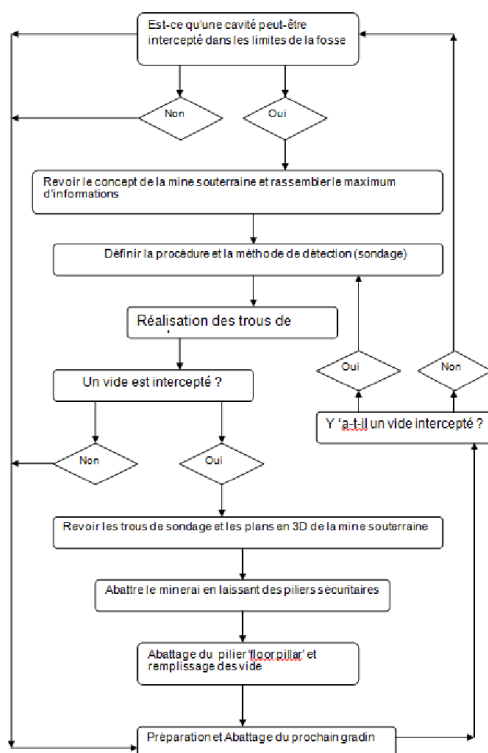 Est-ce qu'une cavité peut-être
intercepté dans les limites de la fosse
Non
Oui
Revoir le concept de la mine souterraine et rassembler le maximum
d'informations
Définir la procédure et la méthode de détection (sondage)
Réalisation des trous de
Un vide est intercepté ?
Oui
Non
Y 'a-t-il un vide intercepté ?
Non
Oui
Revoir les trous de sondage et les plans en 3D de la mine souterraine
Abattre le minerai en laissant des piliers sécuritaires
Abattage du pilier 'floorpillar' et
remplissage des vide
Préparation et Abattage du prochain gradin